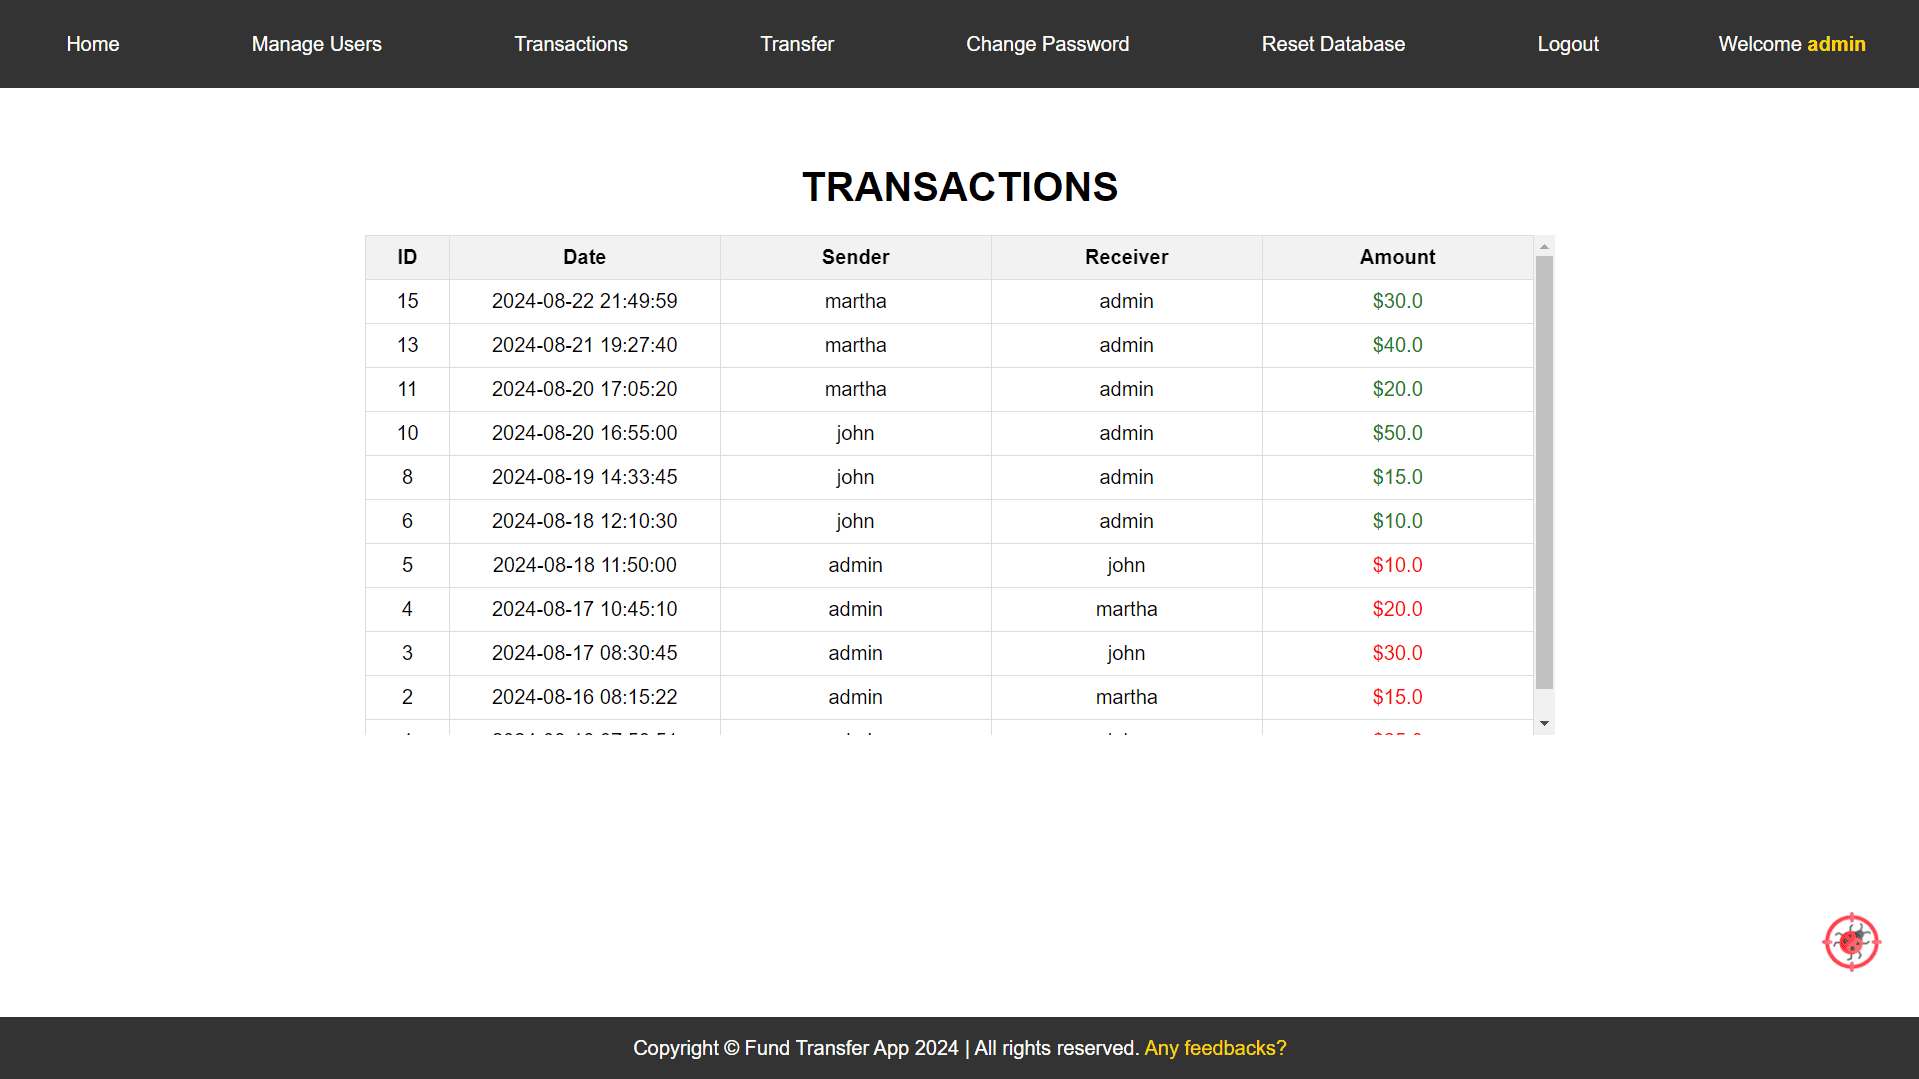 Home Manage Users Transactions Transfer Change Password Reset Database Logout Welcome admin
TRANSACTIONS
ID Date Sender Receiver Amount
15 2024-08-22 21:49:59 martha admin $30.0
13 2024-08-21 19:27:40 martha admin $40.0
11 2024-08-20 17:05:20 martha admin $20.0
10 2024-08-20 16:55:00 john admin $50.0
8 2024-08-19 14:33:45 john admin $15.0
6 2024-08-18 12:10:30 john admin $10.0
5 2024-08-18 11:50:00 admin john $10.0
4 2024-08-17 10:45:10 admin martha $20.0
3 2024-08-17 08:30:45 admin john $30.0
2 2024-08-16 08:15:22 admin martha $15.0
Copyright © Fund Transfer App 2024 | All rights reserved. Any feedbacks?